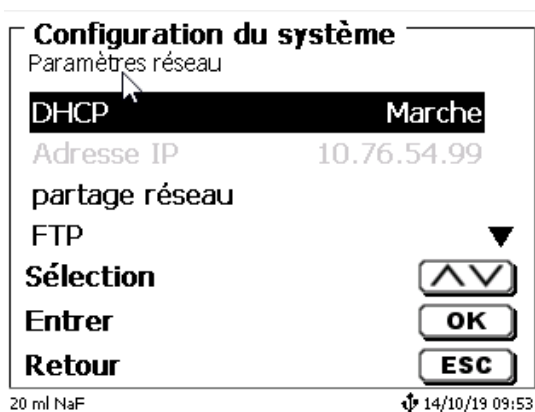 Configuration du système
Paramètres réseau
DHCP Marche
Adresse IP 10.76.54.99
partage réseau
FTP
Sélection
Entrer OK
Retour ESC
20 ml NaF 14/10/19 09:53